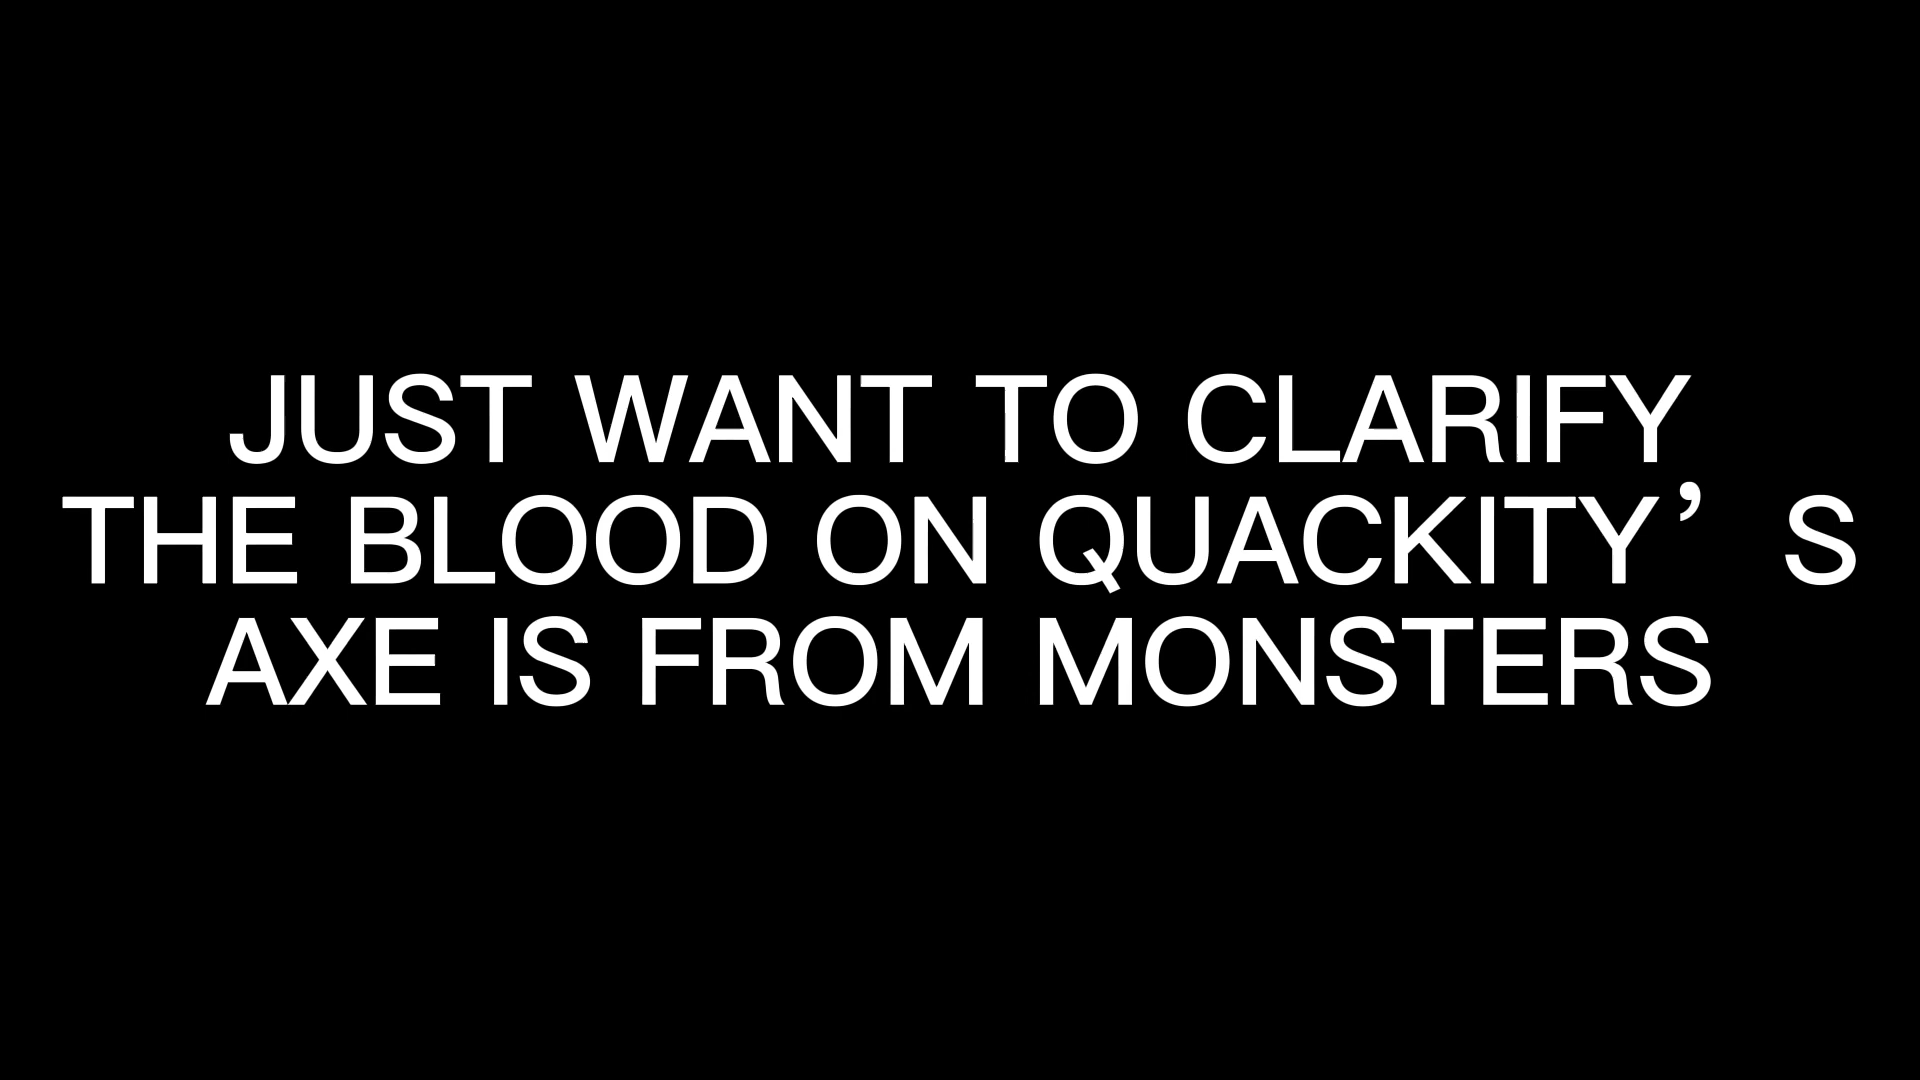 JUST WANT TO CLARIFY
THE BLOOD ON QUACKITY’S
AXE IS FROM MONSTERS